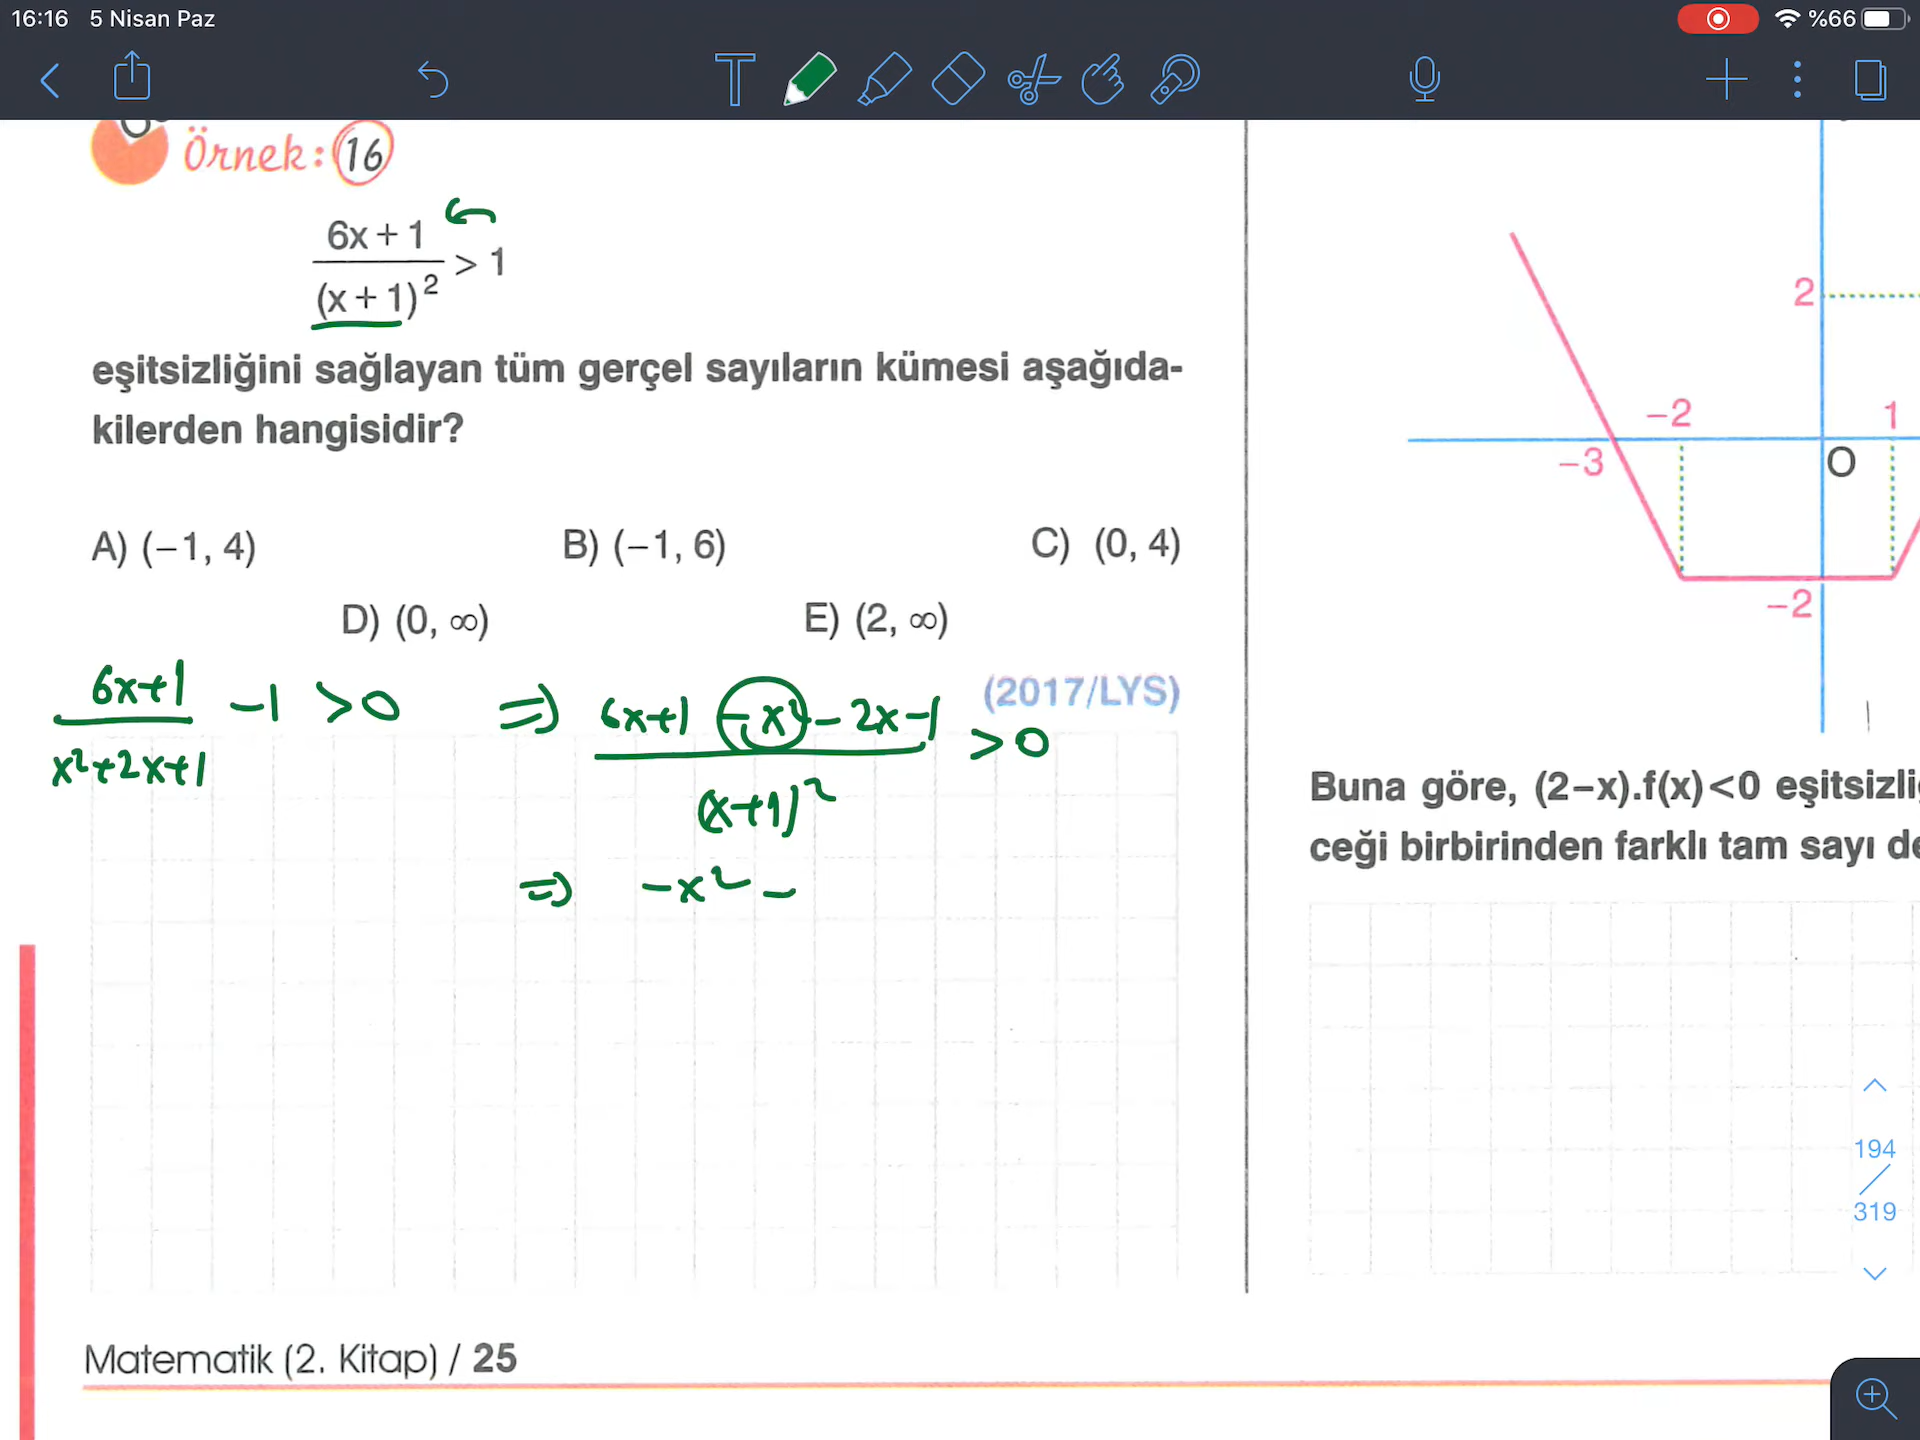 16:16 5 Nisan Paz
%66
Örnek: 16
6x + 1
(x + 1)² > 1
eşitsizliğini sağlayan tüm gerçel sayıların kümesi aşağıda-
kilerden hangisidir?
A) (−1, 4) B) (−1, 6) C) (0, 4)
D) (0, ∞) E) (2, ∞)
(2017/LYS)
6x+1 −1 >0 ⇒ 6x+1 −x² − 2x −1 >0
x²+2x+1 (x+1)²
⇒ −x² −
Matematik (2. Kitap) / 25
2
−2 1
−3 O
−2
Buna göre, (2−x).f(x)<0
ceği birbirinden farklı tam sayı
194
319